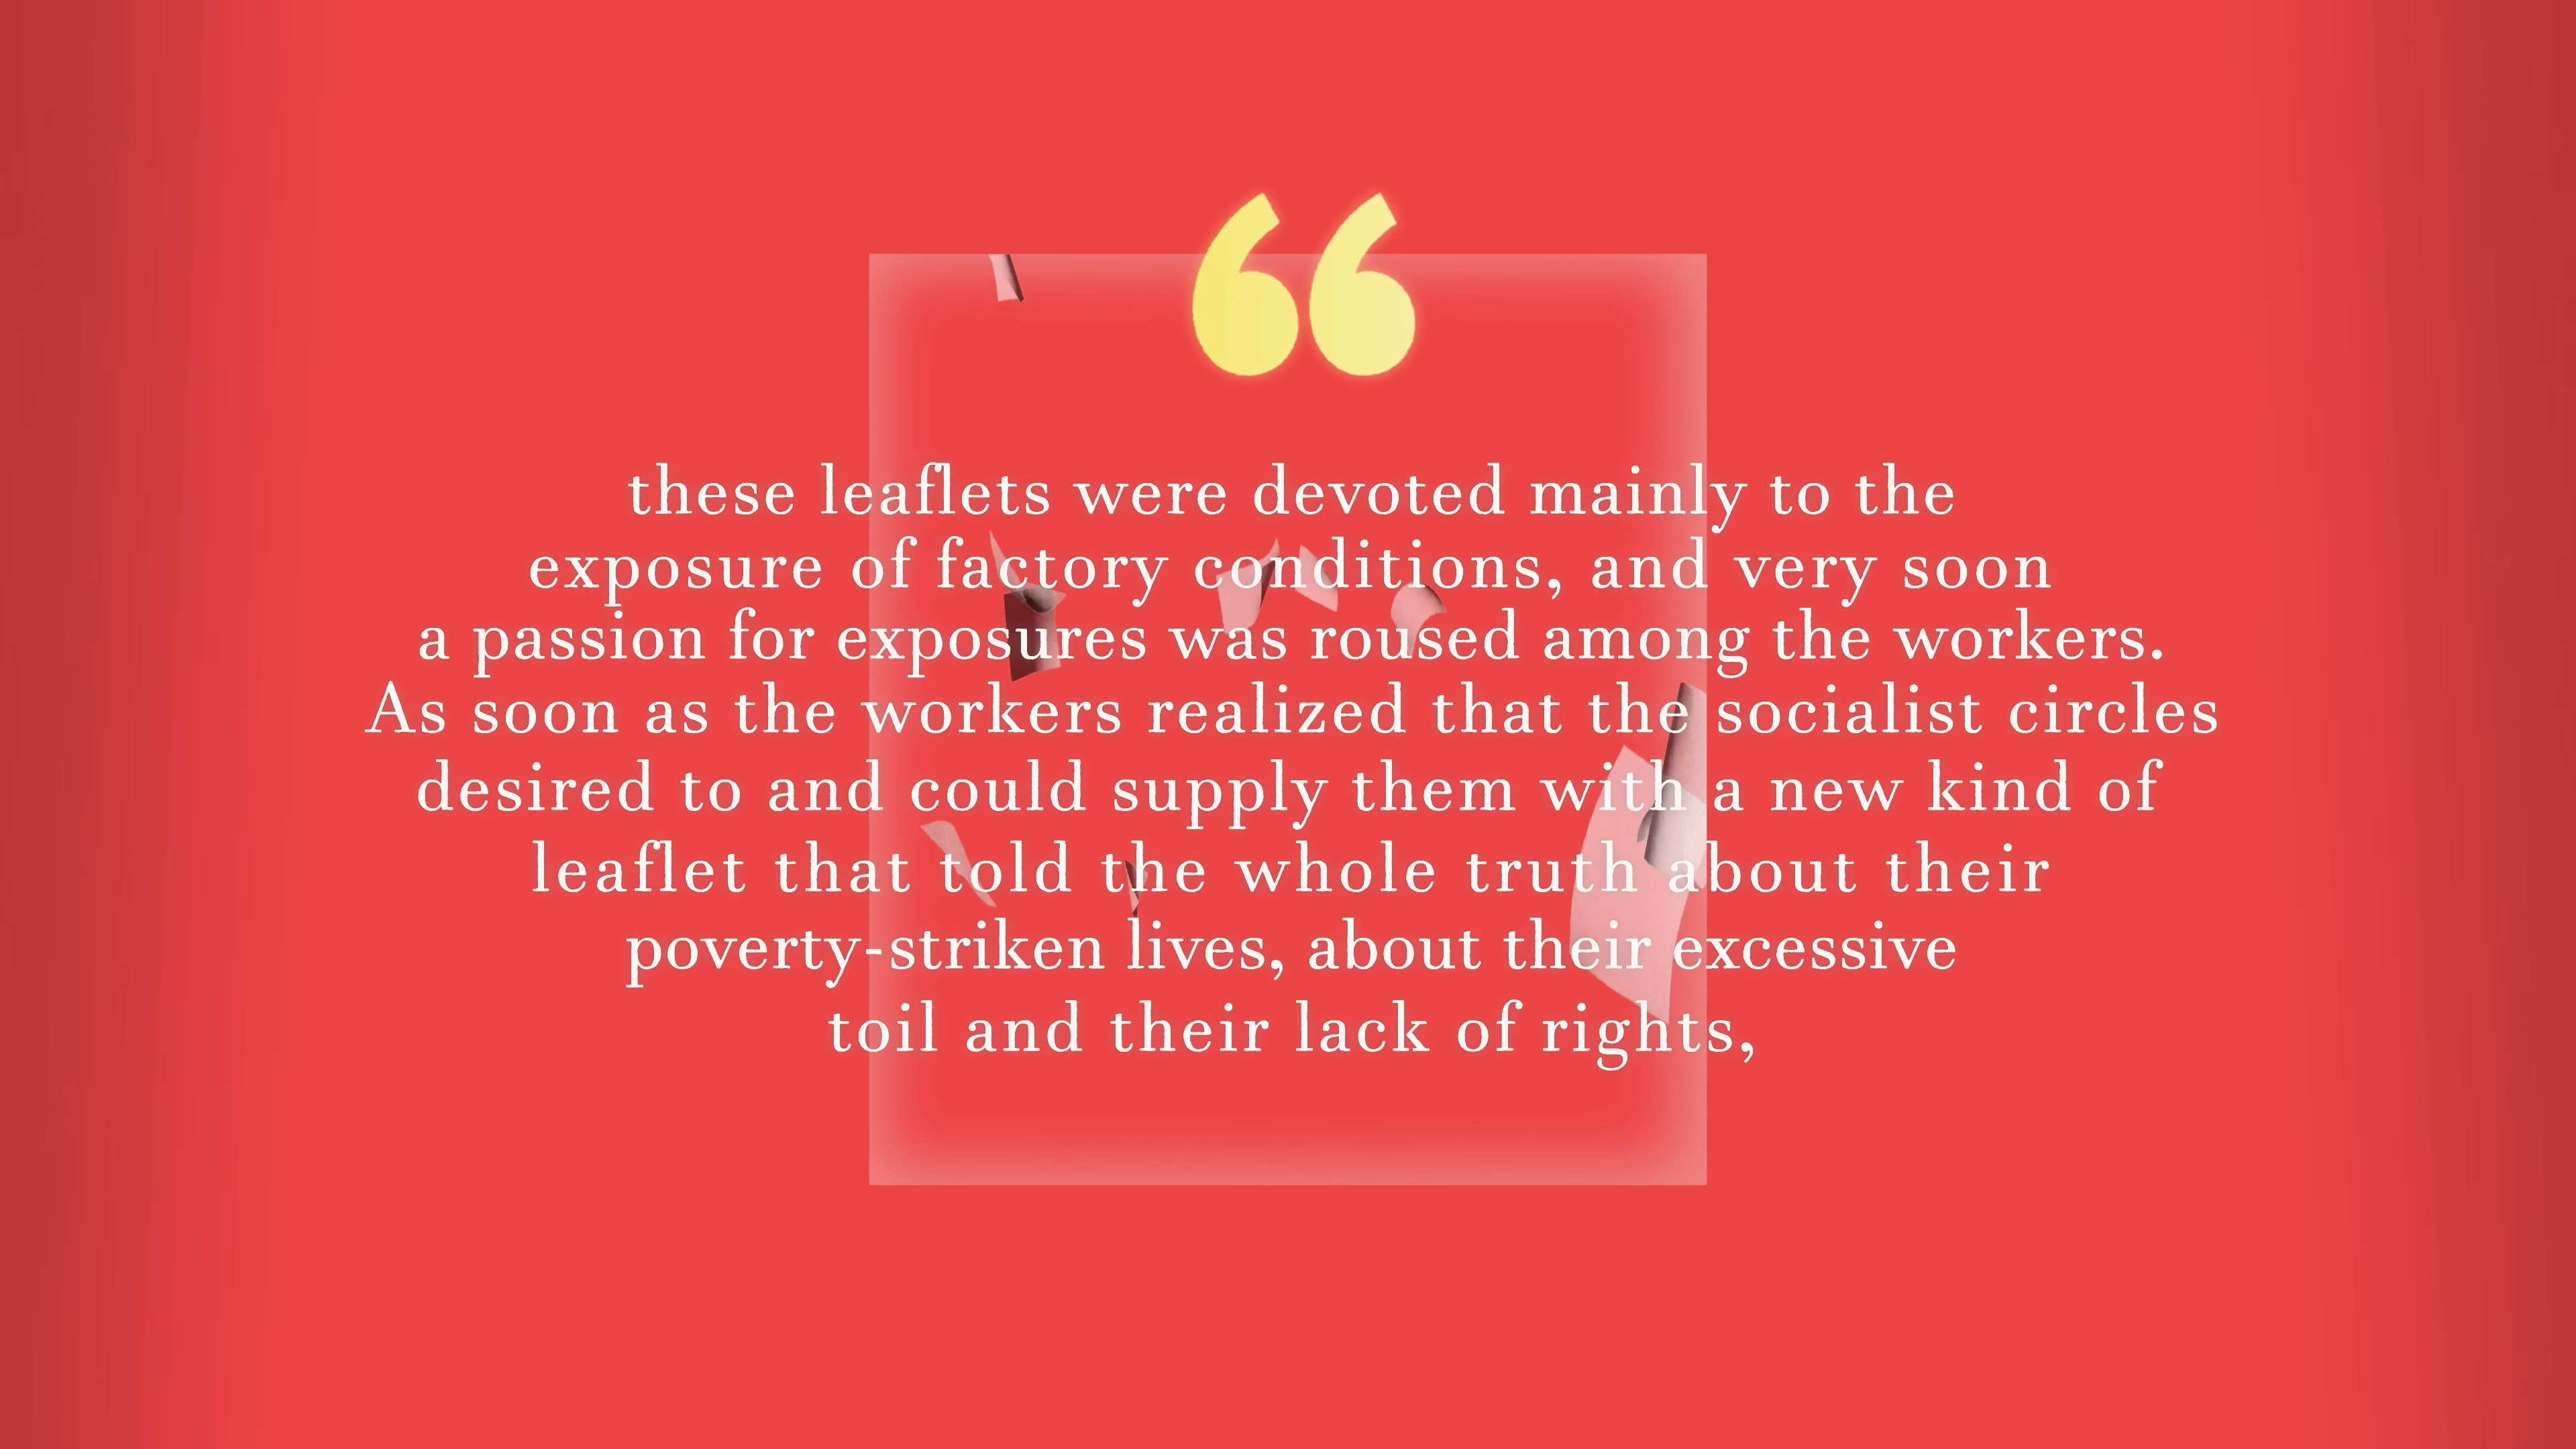 “
these leaflets were devoted mainly to the
exposure of factory conditions, and very soon
a passion for exposures was roused among the workers.
As soon as the workers realized that the socialist circles
desired to and could supply them with a new kind of
leaflet that told the whole truth about their
poverty-striken lives, about their excessive
toil and their lack of rights,